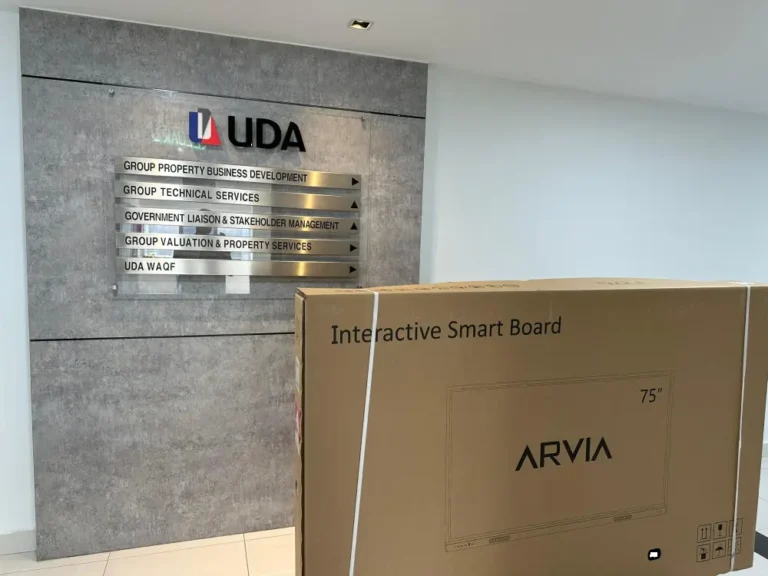 UDA
GROUP PROPERTY BUSINESS DEVELOPMENT
GROUP TECHNICAL SERVICES
GOVERNMENT LIAISON & STAKEHOLDER MANAGEMENT
GROUP VALUATION & PROPERTY SERVICES
UDA WAQF
Interactive Smart Board
75"
ARVIA